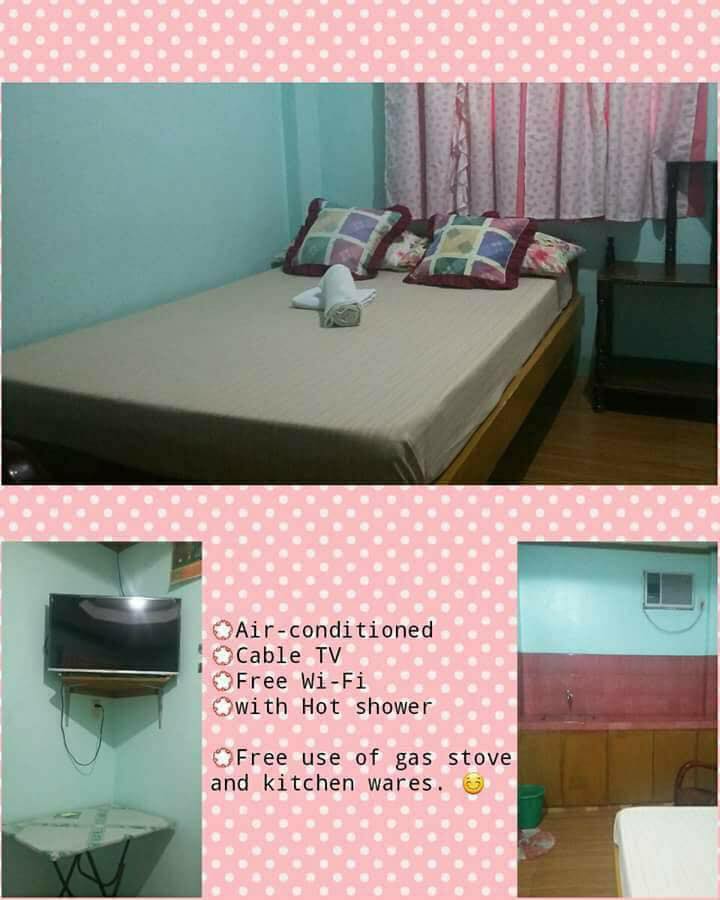 Air-conditioned
Cable TV
Free Wi-Fi
with Hot shower
Free use of gas stove
and kitchen wares. 😊